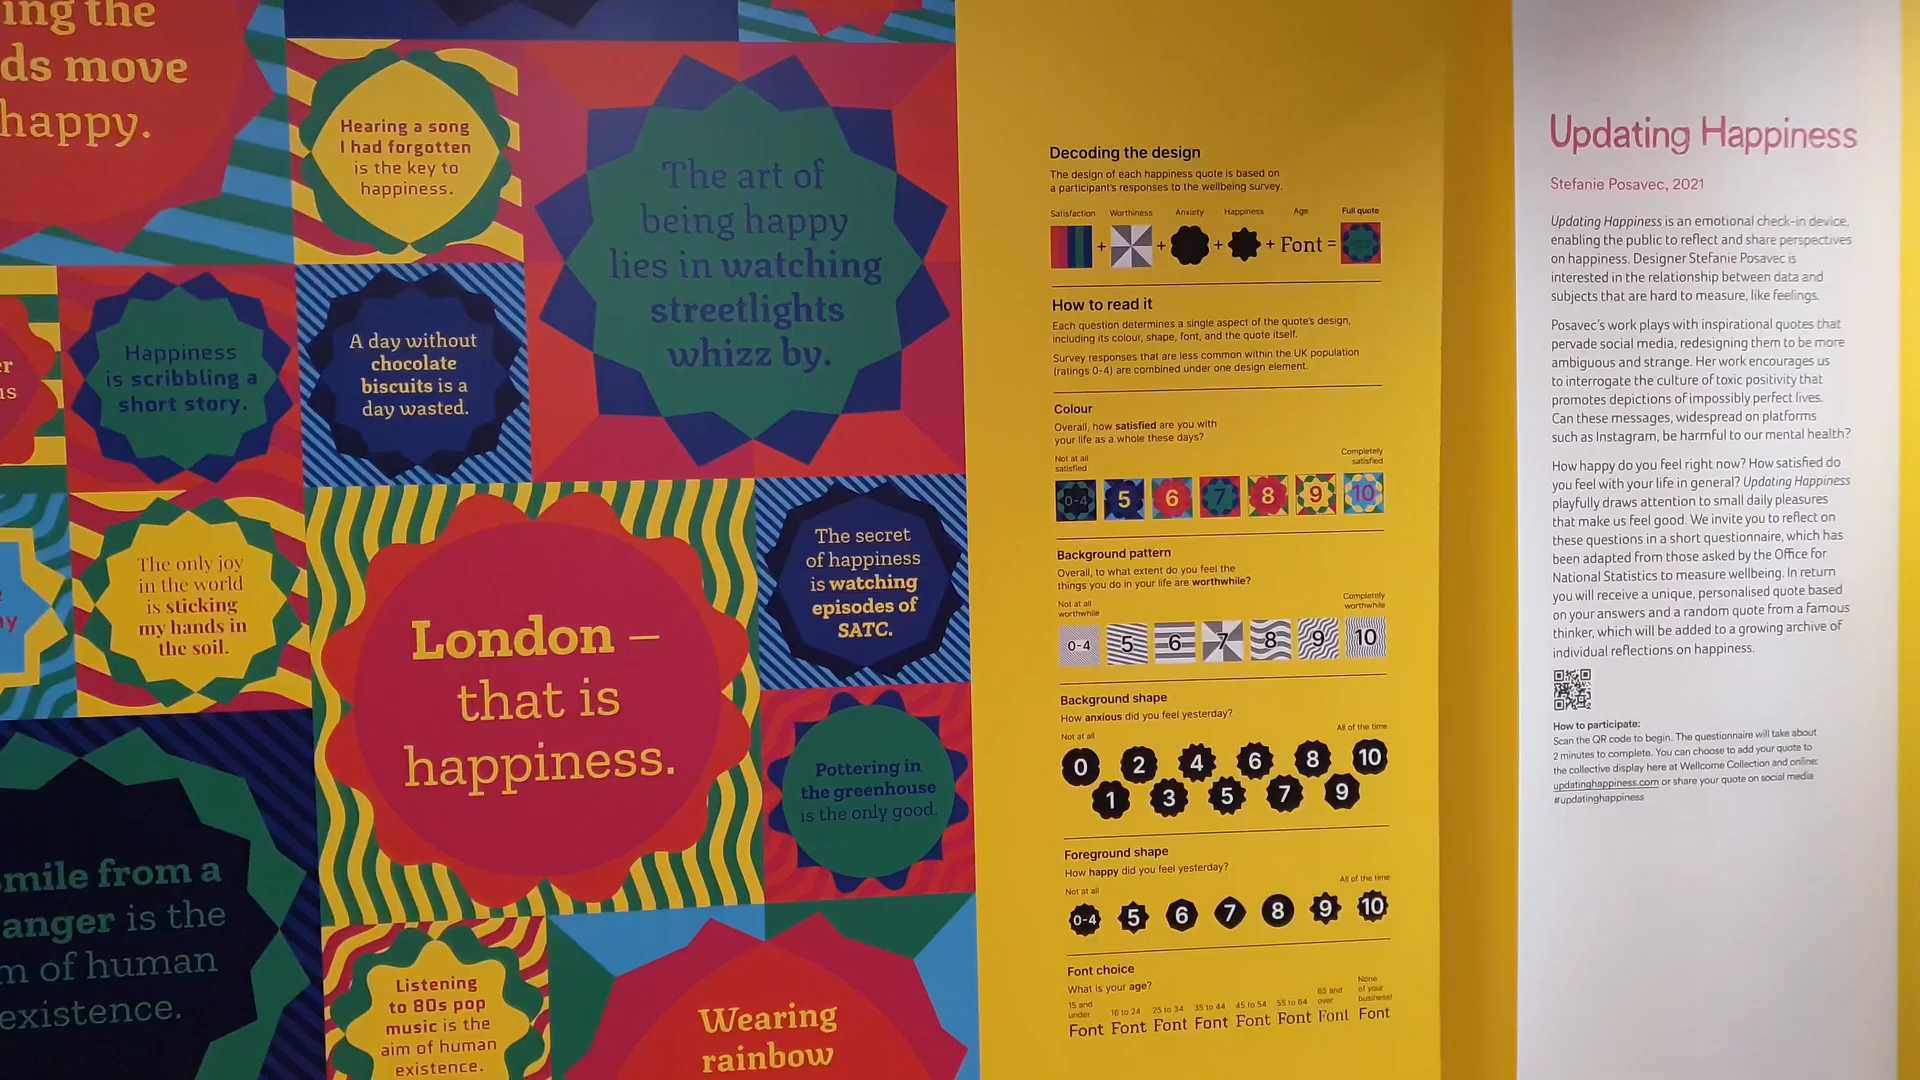 ing the
ds move
happy.
Hearing a song
I had forgotten
is the key to
happiness.
The art of
being happy
lies in watching
streetlights
whizz by.
Happiness
is scribbling a
short story.
A day without
chocolate
biscuits is a
day wasted.
The only joy
in the world
is sticking
my hands in
the soil.
London –
that is
happiness.
The secret
of happiness
is watching
episodes of
SATC.
Pottering in
the greenhouse
is the only good.
mile from a
anger is the
m of human
existence.
Listening
to 80s pop
music is the
aim of human
existence.
Wearing
rainbow
Decoding the design
The design of each happiness quote is based on
a participant's responses to the wellbeing survey.
Satisfaction Worthiness Anxiety Happiness Age Full quote
+ + + + Font =
How to read it
Each question determines a single aspect of the quote's design,
including its colour, shape, font, and the quote itself.
Survey responses that are less common within the UK population
(ratings 0-4) are combined under one design element.
Colour
Overall, how satisfied are you with
your life as a whole these days?
Not at all
satisfied
Completely
satisfied
0-4 5 6 7 8 9 10
Background pattern
Overall, to what extent do you feel the
things you do in your life are worthwhile?
Not at all
worthwhile
Completely
worthwhile
0-4 5 6 7 8 9 10
Background shape
How anxious did you feel yesterday?
Not at all
All of the time
0 2 4 6 8 10
1 3 5 7 9
Foreground shape
How happy did you feel yesterday?
Not at all
All of the time
0-4 5 6 7 8 9 10
Font choice
What is your age?
15 and
under
16 to 24
25 to 34
35 to 44
45 to 54
55 to 64
65 and
over
None
of your
business!
Font Font Font Font Font Font Font Font
Updating Happiness
Stefanie Posavec, 2021
Updating Happiness is an emotional check-in device,
enabling the public to reflect and share perspectives
on happiness. Designer Stefanie Posavec is
interested in the relationship between data and
subjects that are hard to measure, like feelings.
Posavec's work plays with inspirational quotes that
pervade social media, redesigning them to be more
ambiguous and strange. Her work encourages us
to interrogate the culture of toxic positivity that
promotes depictions of impossibly perfect lives.
Can these messages, widespread on platforms
such as Instagram, be harmful to our mental health?
How happy do you feel right now? How satisfied do
you feel with your life in general? Updating Happiness
playfully draws attention to small daily pleasures
that make us feel good. We invite you to reflect on
these questions in a short questionnaire, which has
been adapted from those asked by the Office for
National Statistics to measure wellbeing. In return
you will receive a unique, personalised quote based
on your answers and a random quote from a famous
thinker, which will be added to a growing archive of
individual reflections on happiness.
How to participate:
Scan the QR code to begin. The questionnaire will take about
2 minutes to complete. You can choose to add your quote to
the collective display here at Wellcome Collection and online:
updatinghappiness.com or share your quote on social media
#updatinghappiness